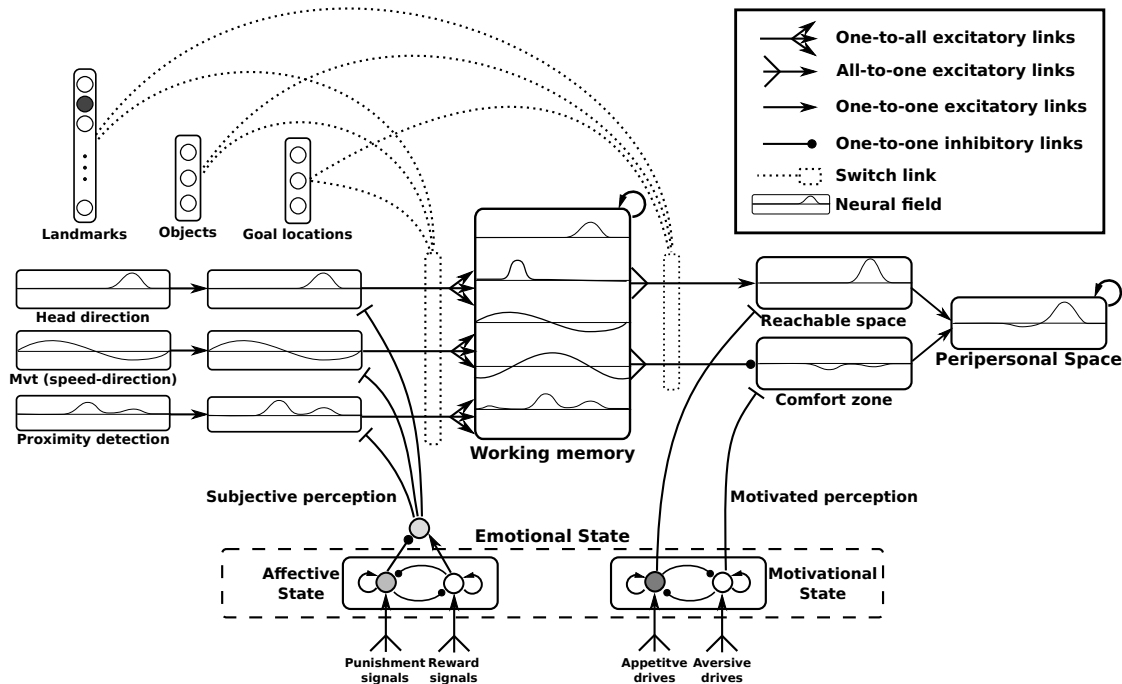 One-to-all excitatory links
All-to-one excitatory links
One-to-one excitatory links
One-to-one inhibitory links
Switch link
Neural field
Landmarks
Objects
Goal locations
Head direction
Mvt (speed-direction)
Proximity detection
Working memory
Reachable space
Comfort zone
Peripersonal Space
Subjective perception
Motivated perception
Emotional State
Affective
State
Motivational
State
Punishment
signals
Reward
signals
Appetitve
drives
Aversive
drives